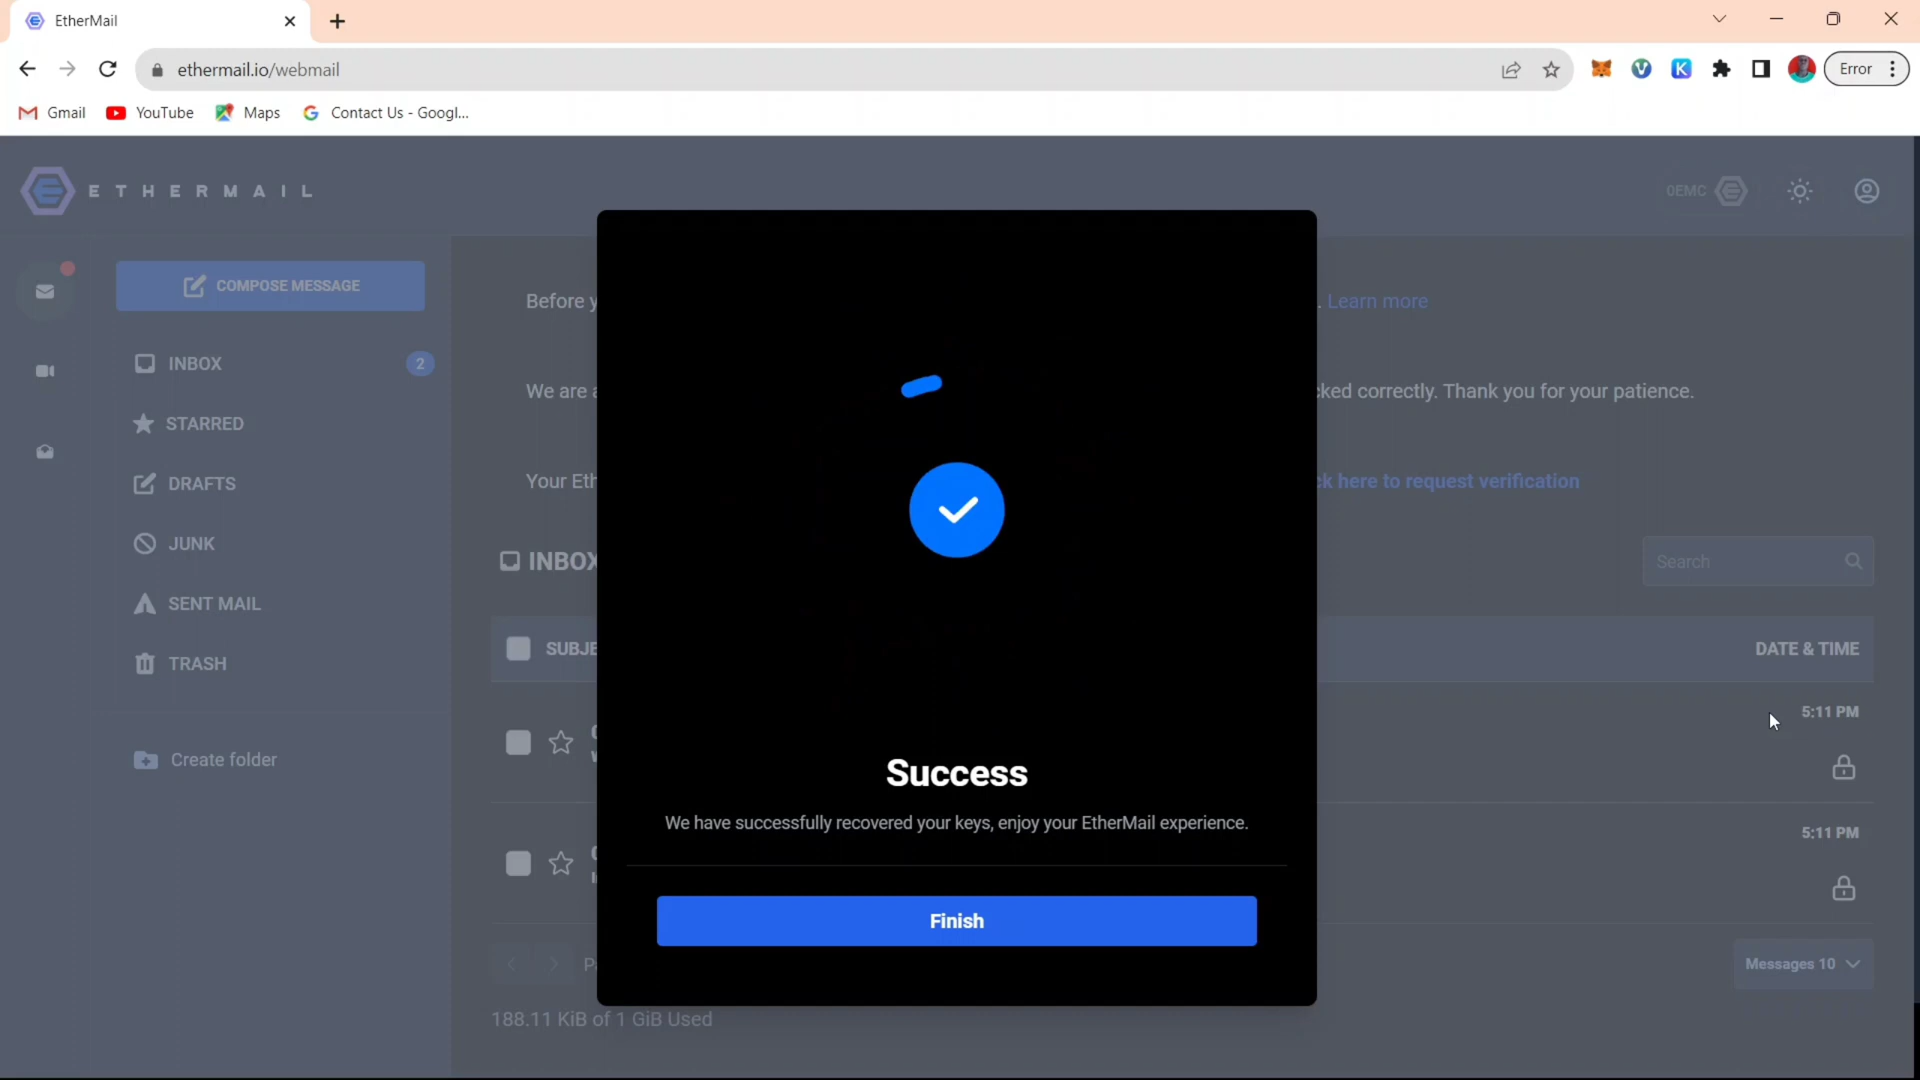 EtherMail
ethermail.io/webmail
Error
Gmail
YouTube
Maps
Contact Us - Googl...
ETHERMAIL
0EMC
COMPOSE MESSAGE
INBOX
2
STARRED
DRAFTS
JUNK
SENT MAIL
TRASH
Create folder
Before
. Learn more
We are
cked correctly. Thank you for your patience.
Your
ck here to request verification
INBOX
Search
DATE & TIME
5:11 PM
5:11 PM
Success
We have successfully recovered your keys, enjoy your EtherMail experience.
Finish
Messages 10
188.11 KiB of 1 GiB Used